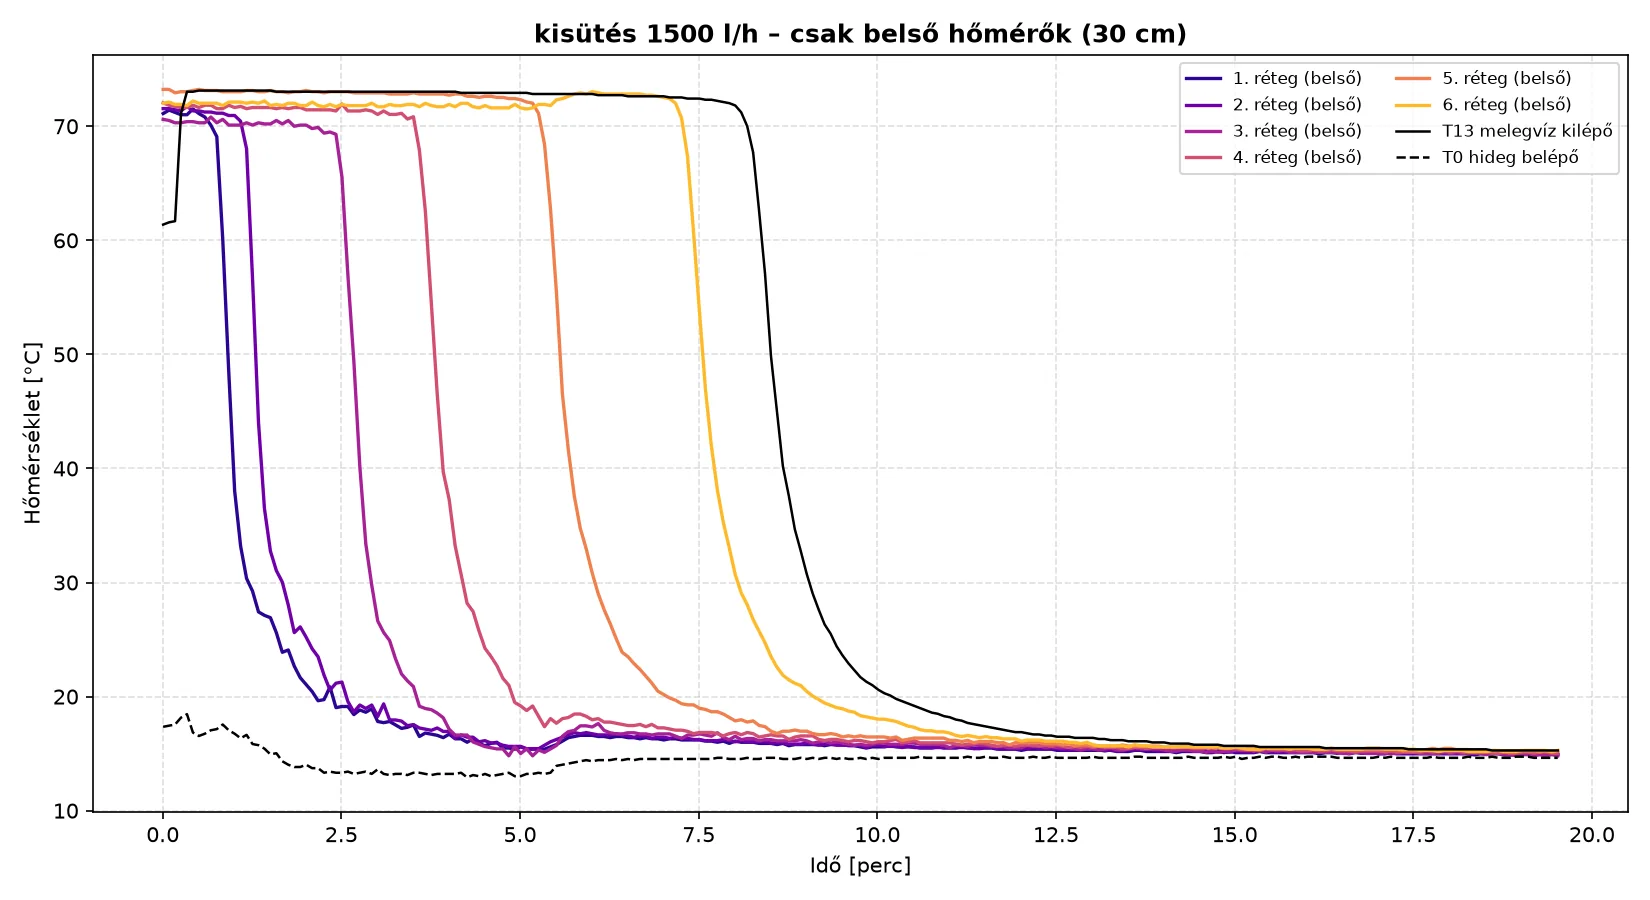 kisütés 1500 l/h – csak belső hőmérők (30 cm)
1. réteg (belső)
2. réteg (belső)
3. réteg (belső)
4. réteg (belső)
5. réteg (belső)
6. réteg (belső)
T13 melegvíz kilépő
T0 hideg belépő
Hőmérséklet [°C]
70
60
50
40
30
20
10
0.0 2.5 5.0 7.5 10.0 12.5 15.0 17.5 20.0
Idő [perc]